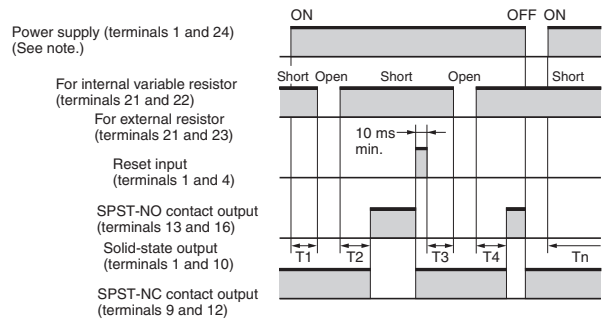 ON OFF ON
Power supply (terminals 1 and 24)
(See note.)
Short Open Short Open Short
For internal variable resistor
(terminals 21 and 22)
For external resistor
(terminals 21 and 23)
10 ms
min.
Reset input
(terminals 1 and 4)
SPST-NO contact output
(terminals 13 and 16)
Solid-state output
(terminals 1 and 10)
T1 T2 T3 T4 Tn
SPST-NC contact output
(terminals 9 and 12)